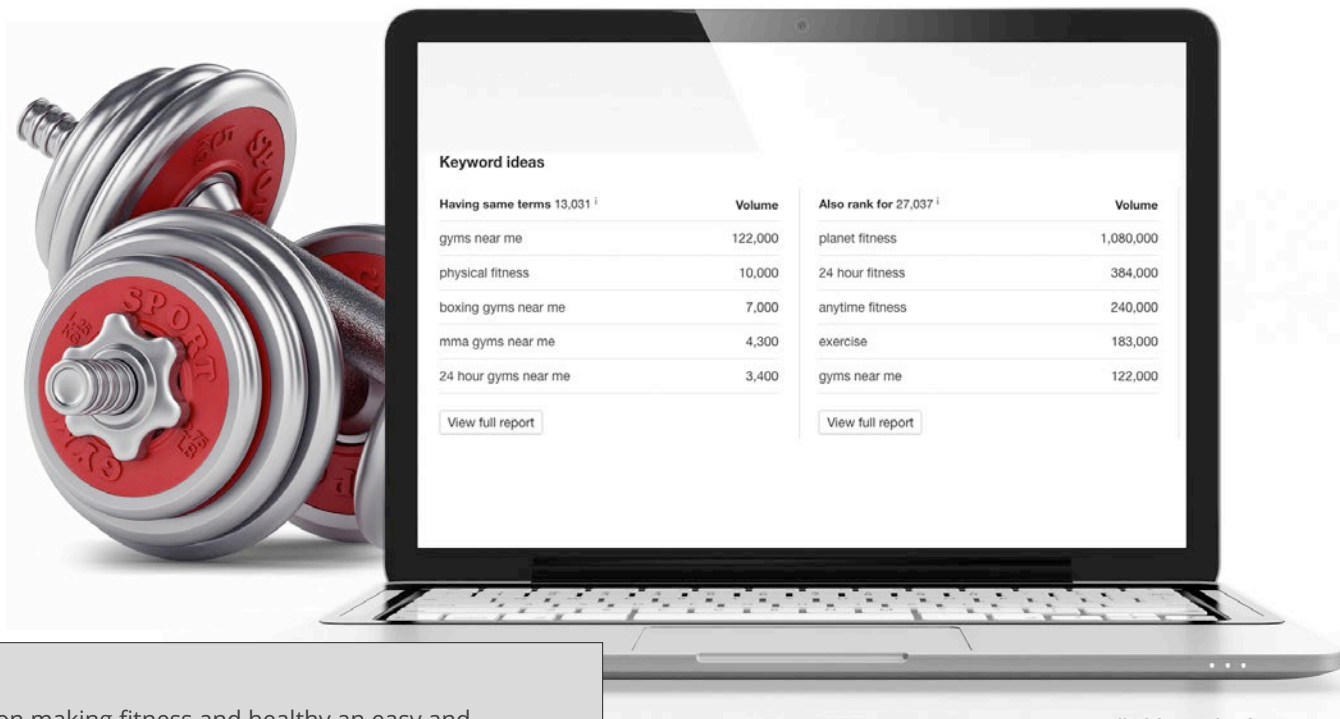 Keyword ideas
Having same terms 13,031 i Volume
gyms near me 122,000
physical fitness 10,000
boxing gyms near me 7,000
mma gyms near me 4,300
24 hour gyms near me 3,400
View full report
Also rank for 27,037 i Volume
planet fitness 1,080,000
24 hour fitness 384,000
anytime fitness 240,000
exercise 183,000
gyms near me 122,000
View full report
SPORT
SPORT
on making fitness and healthy an easy and